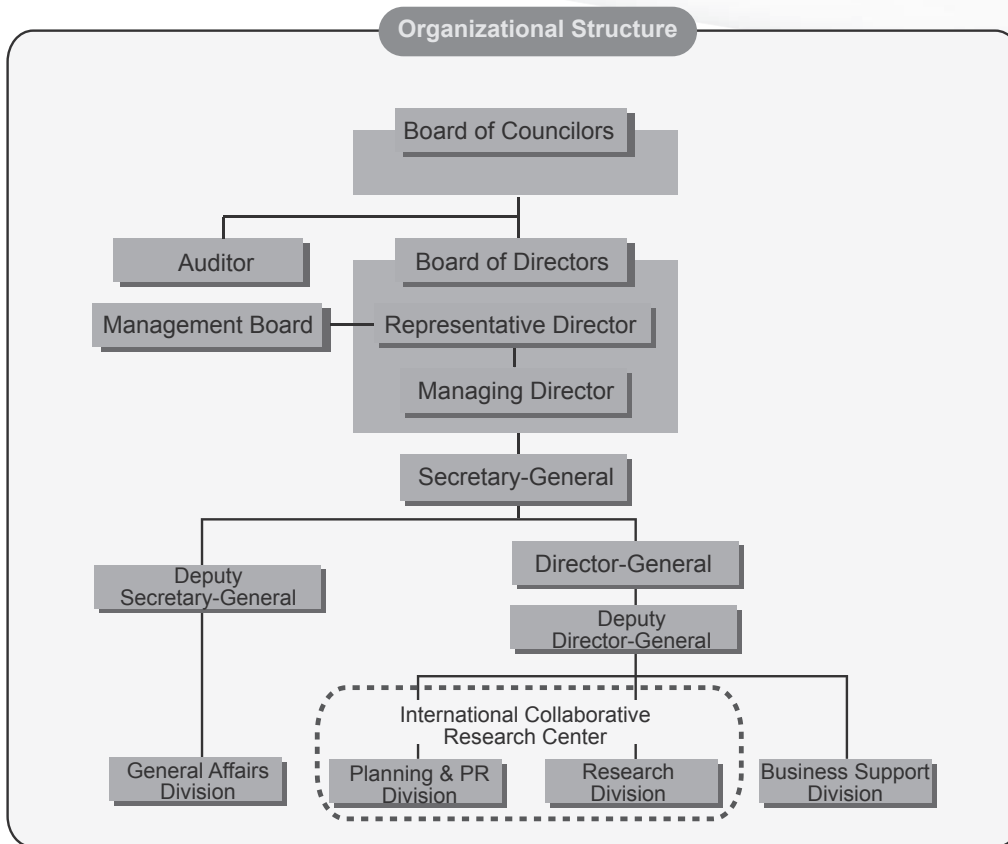 Organizational Structure
Board of Councilors
Auditor
Board of Directors
Management Board
Representative Director
Managing Director
Secretary-General
Deputy
Secretary-General
Director-General
Deputy
Director-General
International Collaborative
Research Center
General Affairs
Division
Planning & PR
Division
Research
Division
Business Support
Division